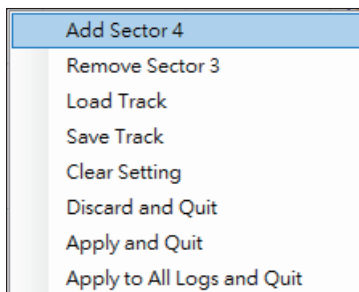 Add Sector 4
Remove Sector 3
Load Track
Save Track
Clear Setting
Discard and Quit
Apply and Quit
Apply to All Logs and Quit